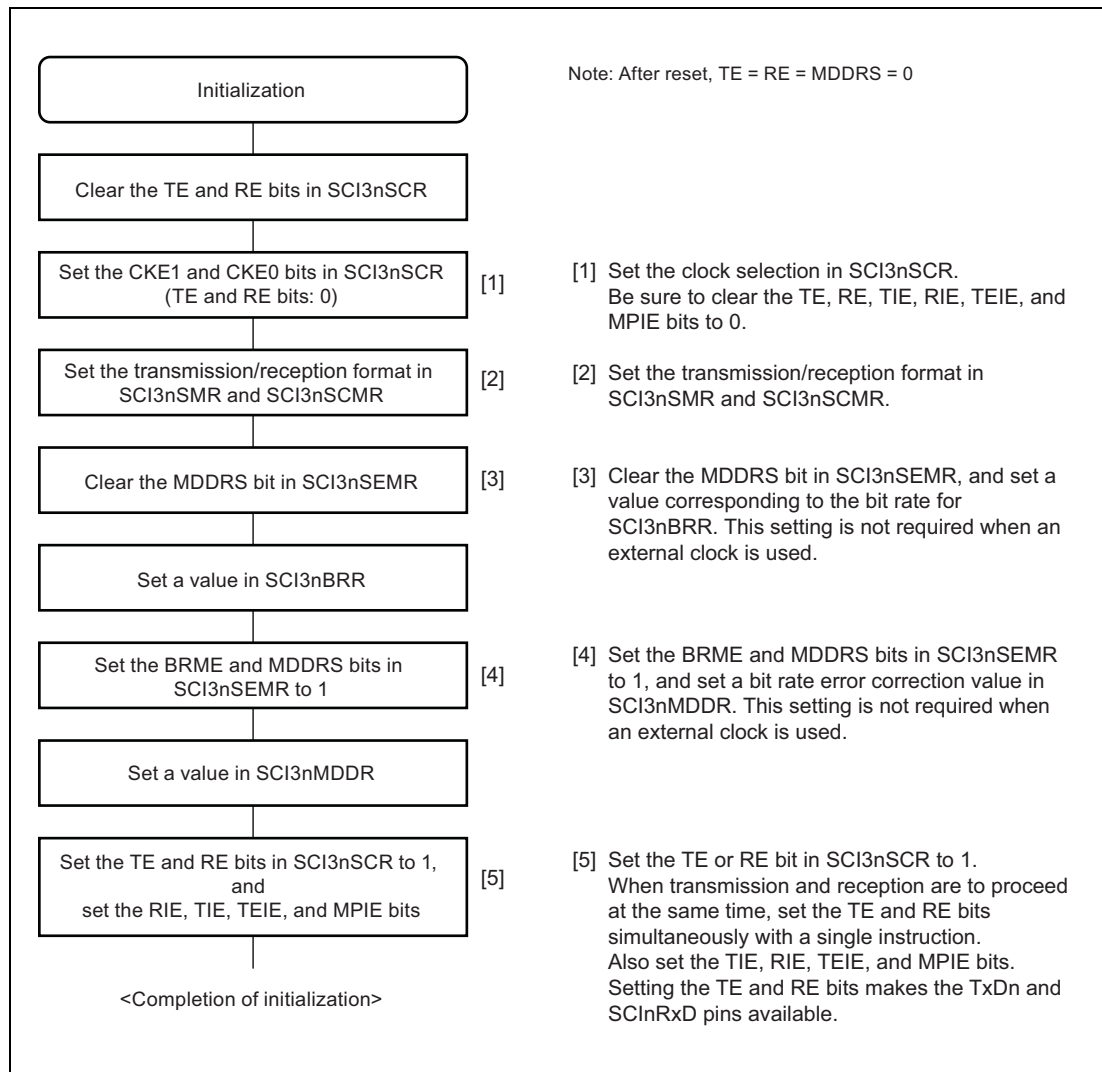 Initialization
Note: After reset, TE = RE = MDDRS = 0
Clear the TE and RE bits in SCI3nSCR
Set the CKE1 and CKE0 bits in SCI3nSCR
(TE and RE bits: 0)
[1]
[1] Set the clock selection in SCI3nSCR.
Be sure to clear the TE, RE, TIE, RIE, TEIE, and
MPIE bits to 0.
Set the transmission/reception format in
SCI3nSMR and SCI3nSCMR
[2]
[2] Set the transmission/reception format in
SCI3nSMR and SCI3nSCMR.
Clear the MDDRS bit in SCI3nSEMR
[3]
[3] Clear the MDDRS bit in SCI3nSEMR, and set a
value corresponding to the bit rate for
SCI3nBRR. This setting is not required when an
external clock is used.
Set a value in SCI3nBRR
Set the BRME and MDDRS bits in
SCI3nSEMR to 1
[4]
[4] Set the BRME and MDDRS bits in SCI3nSEMR
to 1, and set a bit rate error correction value in
SCI3nMDDR. This setting is not required when
an external clock is used.
Set a value in SCI3nMDDR
Set the TE and RE bits in SCI3nSCR to 1,
and
set the RIE, TIE, TEIE, and MPIE bits
[5]
[5] Set the TE or RE bit in SCI3nSCR to 1.
When transmission and reception are to proceed
at the same time, set the TE and RE bits
simultaneously with a single instruction.
Also set the TIE, RIE, TEIE, and MPIE bits.
Setting the TE and RE bits makes the TxDn and
SCInRxD pins available.
<Completion of initialization>